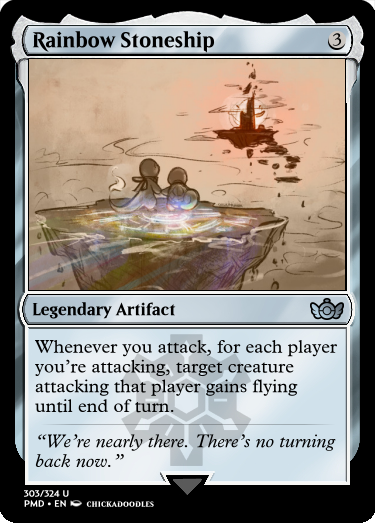 Rainbow Stoneship 3
Legendary Artifact
Whenever you attack, for each player
you're attacking, target creature
attacking that player gains flying
until end of turn.
“We're nearly there. There's no turning
back now.”
303/324 U
PMD • EN CHICKADOODLES